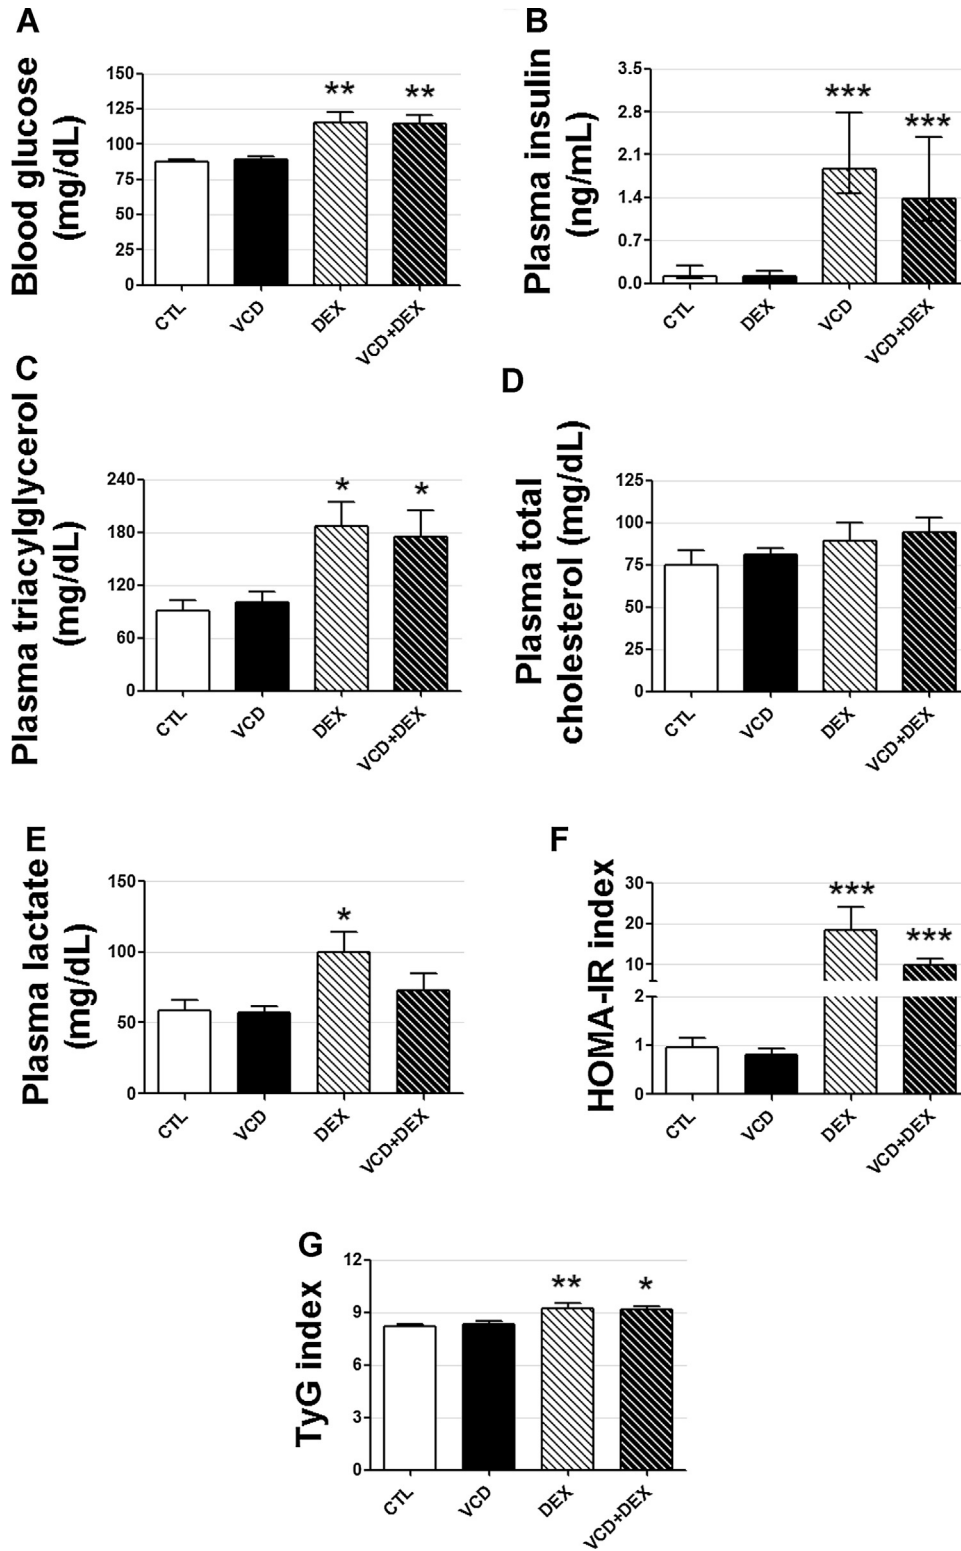 A
Blood glucose
(mg/dL)
150
125
100
75
50
25
0
** **
CTL VCD DEX VCD+DEX
B
Plasma insulin
(ng/mL)
3.5
2.8
2.1
1.4
0.7
0.0
*** ***
CTL DEX VCD VCD+DEX
C
Plasma triacylglycerol
(mg/dL)
240
180
120
60
0
* *
CTL VCD DEX VCD+DEX
D
Plasma total
cholesterol (mg/dL)
125
100
75
50
25
0
CTL VCD DEX VCD+DEX
E
Plasma lactate
(mg/dL)
150
100
50
0
*
CTL VCD DEX VCD+DEX
F
HOMA-IR index
30
20
10
2
1
0
*** ***
CTL VCD DEX VCD+DEX
G
TyG index
12
9
6
3
0
** *
CTL VCD DEX VCD+DEX